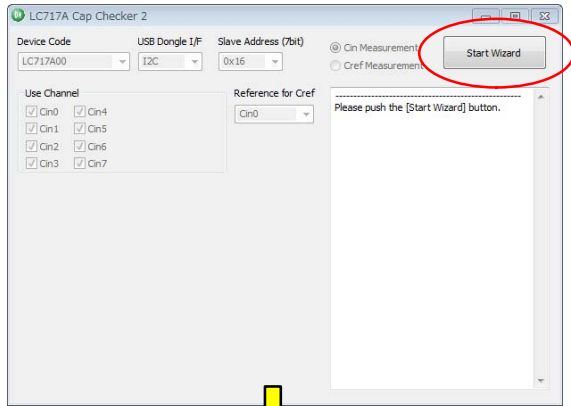 LC717A Cap Checker 2
Device Code
USB Dongle I/F
Slave Address (7bit)
LC717A00
I2C
0x16
Cin Measurement
Cref Measurement
Start Wizard
Use Channel
Cin0
Cin4
Cin1
Cin5
Cin2
Cin6
Cin3
Cin7
Reference for Cref
Cin0
--------------------------------------------------
Please push the [Start Wizard] button.